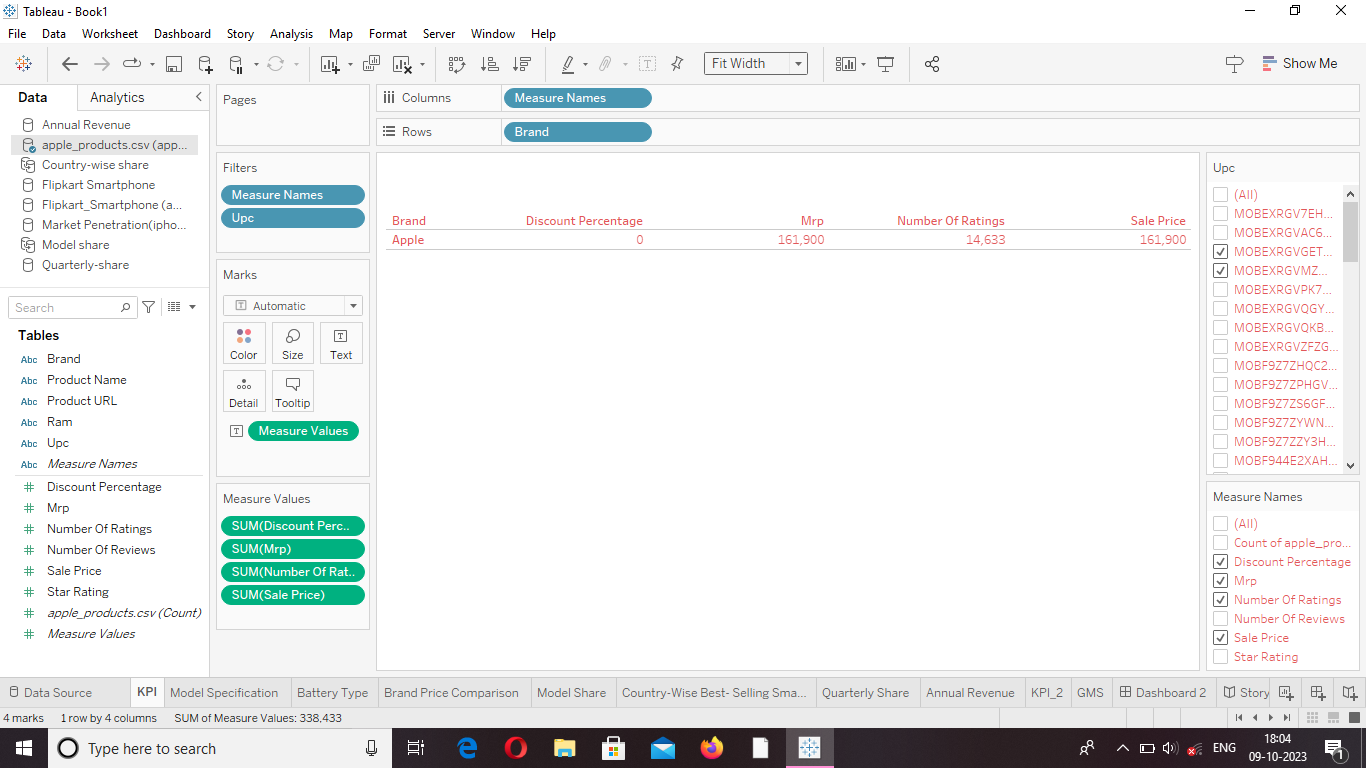 Tableau - Book1
File Data Worksheet Dashboard Story Analysis Map Format Server Window Help
Fit Width
Show Me
Data Analytics
Annual Revenue
apple_products.csv (app...
Country-wise share
Flipkart Smartphone
Flipkart_Smartphone (a...
Market Penetration(ipho...
Model share
Quarterly-share
Search
Tables
Abc Brand
Abc Product Name
Abc Product URL
Abc Ram
Abc Upc
Abc Measure Names
# Discount Percentage
# Mrp
# Number Of Ratings
# Number Of Reviews
# Sale Price
# Star Rating
# apple_products.csv (Count)
# Measure Values
Pages
Filters
Measure Names
Upc
Marks
Automatic
Color Size Text
Detail Tooltip
Measure Values
Measure Values
SUM(Discount Perc..
SUM(Mrp)
SUM(Number Of Rat..
SUM(Sale Price)
Columns Measure Names
Rows Brand
Brand Discount Percentage Mrp Number Of Ratings Sale Price
Apple 0 161,900 14,633 161,900
Upc
(All)
MOBEXRGV7EH...
MOBEXRGVAC6...
MOBEXRGVGET...
MOBEXRGVMZ...
MOBEXRGVPK7...
MOBEXRGVQGY...
MOBEXRGVQKB...
MOBEXRGVZFZG...
MOBF9Z7ZHQC2...
MOBF9Z7ZPHGV...
MOBF9Z7ZS6GF...
MOBF9Z7ZYWN...
MOBF9Z7ZZY3H...
MOBF944E2XAH...
Measure Names
(All)
Count of apple_pro...
Discount Percentage
Mrp
Number Of Ratings
Number Of Reviews
Sale Price
Star Rating
Data Source KPI Model Specification Battery Type Brand Price Comparison Model Share Country-Wise Best- Selling Sma... Quarterly Share Annual Revenue KPI_2 GMS Dashboard 2 Story
4 marks 1 row by 4 columns SUM of Measure Values: 338,433
Type here to search
ENG
18:04
09-10-2023
1